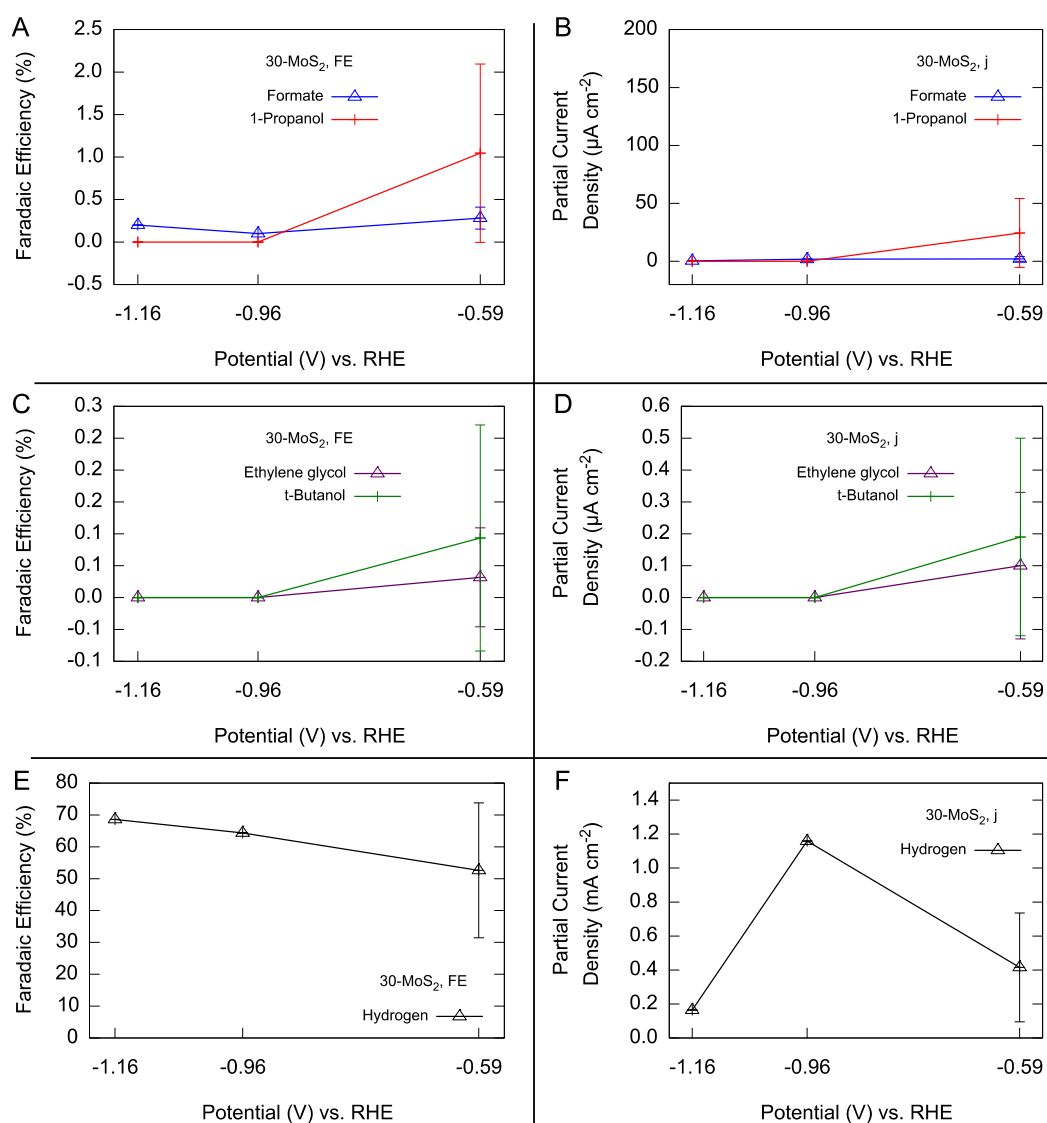 A
Faradaic Efficiency (%)
2.5
2.0
1.5
1.0
0.5
0.0
-0.5
30-MoS2, FE
Formate
1-Propanol
-1.16 -0.96 -0.59
Potential (V) vs. RHE
B
Partial Current
Density (µA cm-2)
200
150
100
50
0
30-MoS2, j
Formate
1-Propanol
-1.16 -0.96 -0.59
Potential (V) vs. RHE
C
Faradaic Efficiency (%)
0.3
0.2
0.2
0.2
0.1
0.1
0.0
-0.1
-0.1
30-MoS2, FE
Ethylene glycol
t-Butanol
-1.16 -0.96 -0.59
Potential (V) vs. RHE
D
Partial Current
Density (µA cm-2)
0.6
0.5
0.4
0.3
0.2
0.1
0.0
-0.1
-0.2
30-MoS2, j
Ethylene glycol
t-Butanol
-1.16 -0.96 -0.59
Potential (V) vs. RHE
E
Faradaic Efficiency (%)
80
70
60
50
40
30
20
10
0
30-MoS2, FE
Hydrogen
-1.16 -0.96 -0.59
Potential (V) vs. RHE
F
Partial Current
Density (mA cm-2)
1.4
1.2
1.0
0.8
0.6
0.4
0.2
0.0
30-MoS2, j
Hydrogen
-1.16 -0.96 -0.59
Potential (V) vs. RHE